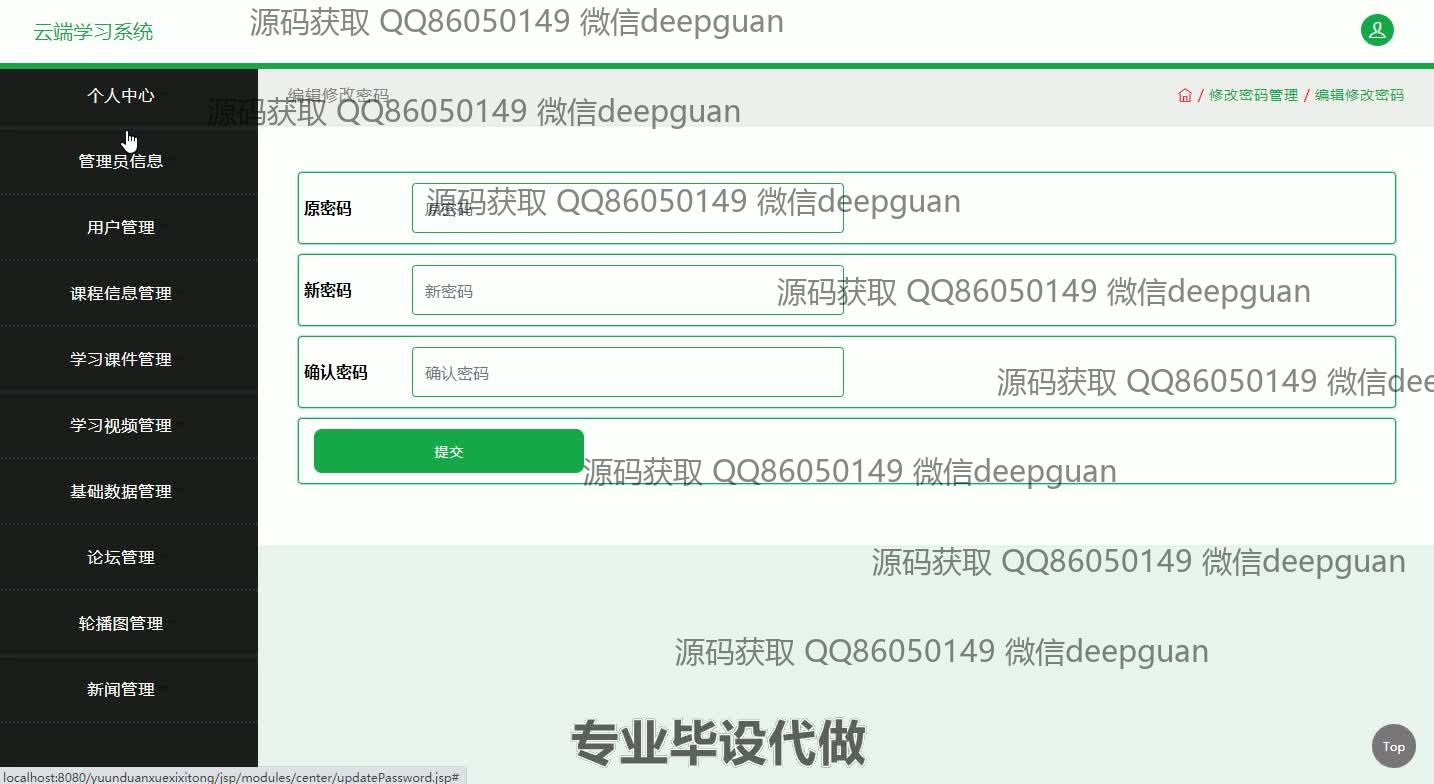 云端学习系统
源码获取 QQ86050149 微信deepguan
个人中心
编辑修改密码
/ 修改密码管理 / 编辑修改密码
源码获取 QQ86050149 微信deepguan
管理员信息
原密码
原密码
源码获取 QQ86050149 微信deepguan
用户管理
课程信息管理
新密码
新密码
源码获取 QQ86050149 微信deepguan
学习课件管理
确认密码
确认密码
源码获取 QQ86050149 微信dee
学习视频管理
提交
源码获取 QQ86050149 微信deepguan
基础数据管理
论坛管理
源码获取 QQ86050149 微信deepguan
轮播图管理
源码获取 QQ86050149 微信deepguan
新闻管理
专业毕设代做
Top
localhost:8080/yuunduanxuexixitong/jsp/modules/center/updatePassword.jsp#